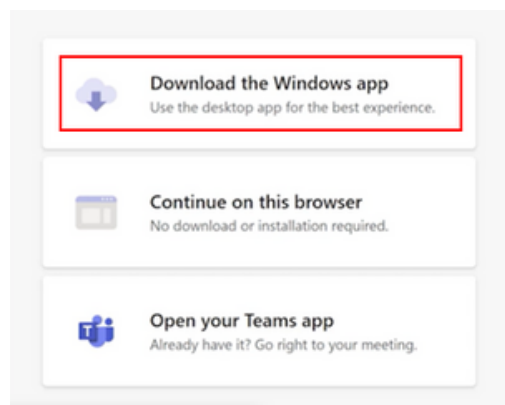 Download the Windows app
Use the desktop app for the best experience.
Continue on this browser
No download or installation required.
Open your Teams app
Already have it? Go right to your meeting.